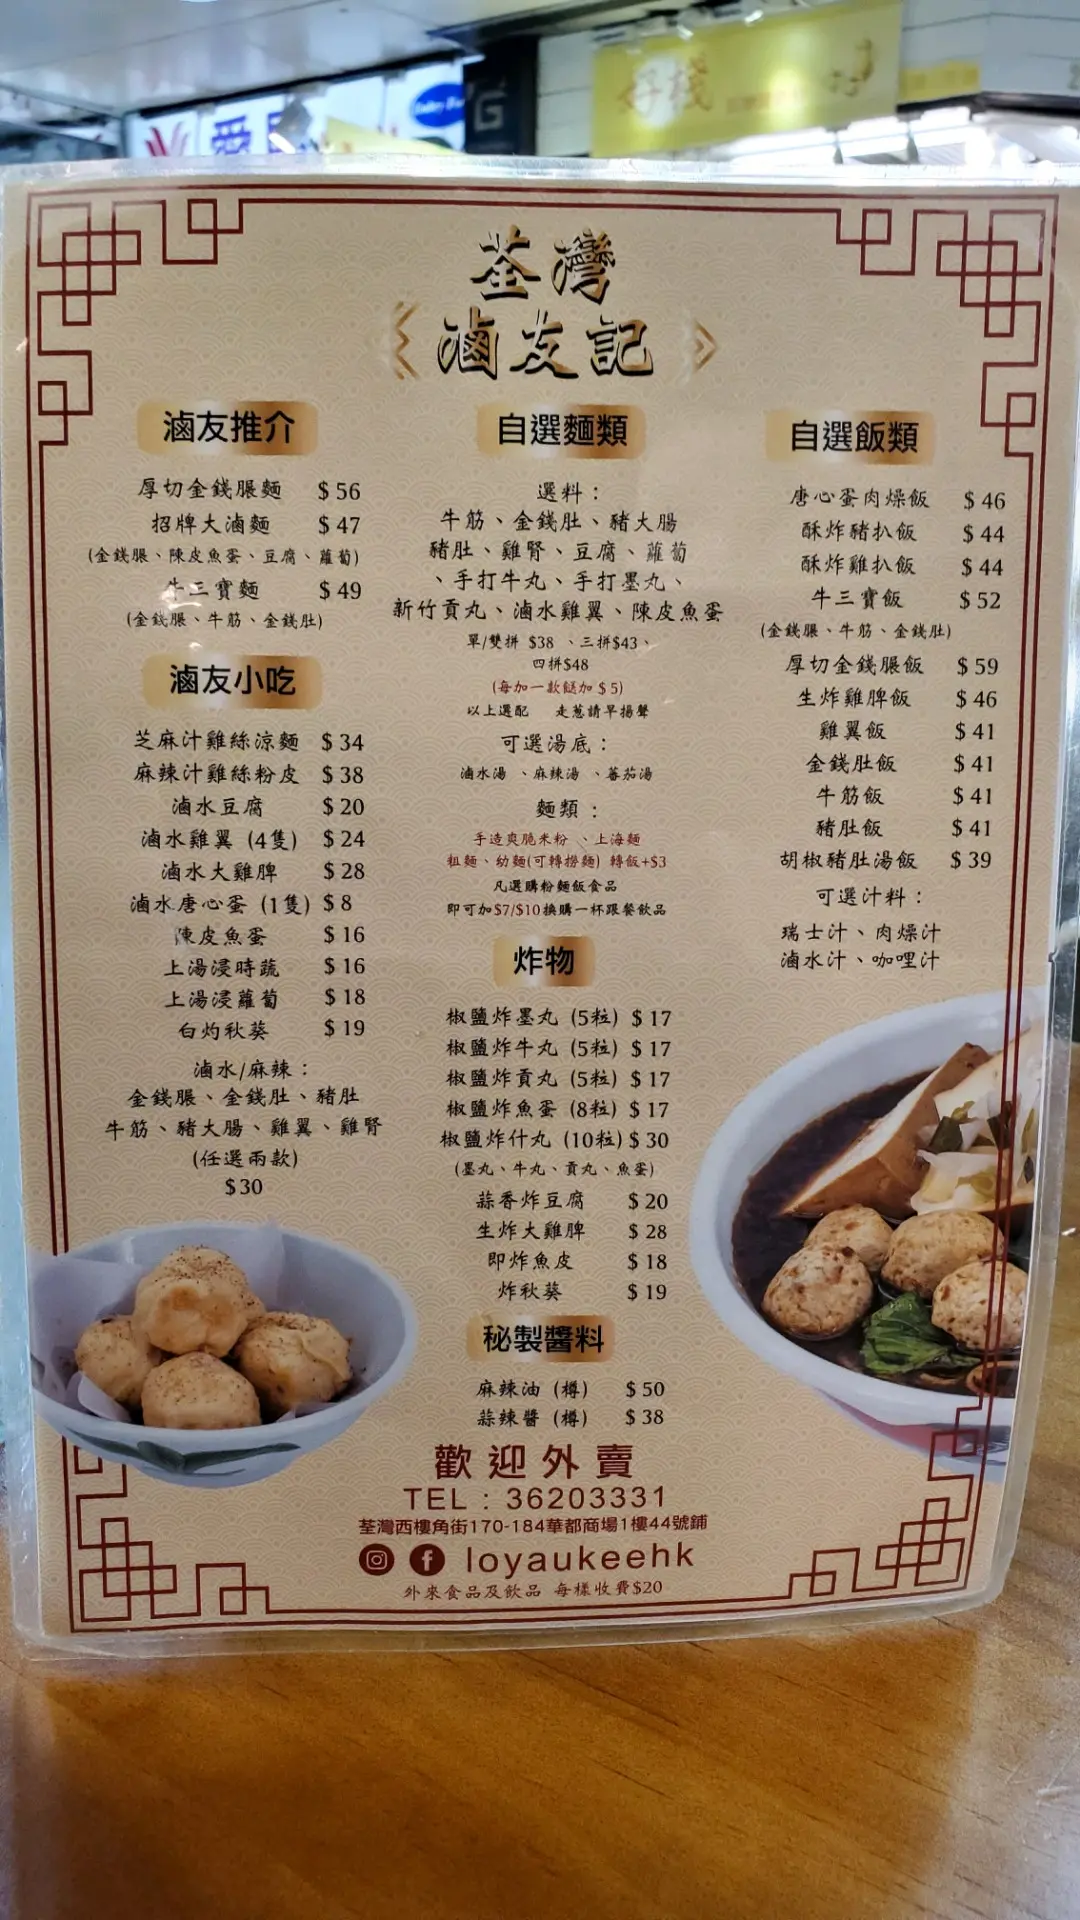 好棧
荃灣
滷友記
滷友推介
厚切金錢脹麵 $56
招牌大滷麵 $47
(金錢脹、陳皮魚蛋、豆腐、蘿蔔)
牛三寶麵 $49
(金錢脹、牛筋、金錢肚)
滷友小吃
芝麻汁雞絲涼麵 $34
麻辣汁雞絲粉皮 $38
滷水豆腐 $20
滷水雞翼 (4隻) $24
滷水大雞脾 $28
滷水唐心蛋 (1隻) $8
陳皮魚蛋 $16
上湯浸時蔬 $16
上湯浸蘿蔔 $18
白灼秋葵 $19
滷水/麻辣：
金錢脹、金錢肚、豬肚
牛筋、豬大腸、雞翼、雞腎
(任選兩款)
$30
自選麵類
選料：
牛筋、金錢肚、豬大腸
豬肚、雞腎、豆腐、蘿蔔
、手打牛丸、手打墨丸、
新竹貢丸、滷水雞翼、陳皮魚蛋
單/雙拼 $38 、三拼$43、
四拼$48
(每加一款餸加 $5)
以上選配 走蔥請早揚聲
可選湯底：
滷水湯 、麻辣湯 、蕃茄湯
麵類：
手造爽脆米粉 、上海麵
粗麵、幼麵(可轉撈麵) 轉飯+$3
凡選購粉麵飯食品
即可加$7/$10換購一杯跟餐飲品
炸物
椒鹽炸墨丸 (5粒) $17
椒鹽炸牛丸 (5粒) $17
椒鹽炸貢丸 (5粒) $17
椒鹽炸魚蛋 (8粒) $17
椒鹽炸什丸 (10粒) $30
(墨丸、牛丸、貢丸、魚蛋)
蒜香炸豆腐 $20
生炸大雞脾 $28
即炸魚皮 $18
炸秋葵 $19
秘製醬料
麻辣油 (樽) $50
蒜辣醬 (樽) $38
自選飯類
唐心蛋肉燥飯 $46
酥炸豬扒飯 $44
酥炸雞扒飯 $44
牛三寶飯 $52
(金錢脹、牛筋、金錢肚)
厚切金錢脹飯 $59
生炸雞脾飯 $46
雞翼飯 $41
金錢肚飯 $41
牛筋飯 $41
豬肚飯 $41
胡椒豬肚湯飯 $39
可選汁料：
瑞士汁、肉燥汁
滷水汁、咖哩汁
歡迎外賣
TEL : 36203331
荃灣西樓角街170-184華都商場1樓44號鋪
loyaukeehk
外來食品及飲品 每樣收費$20